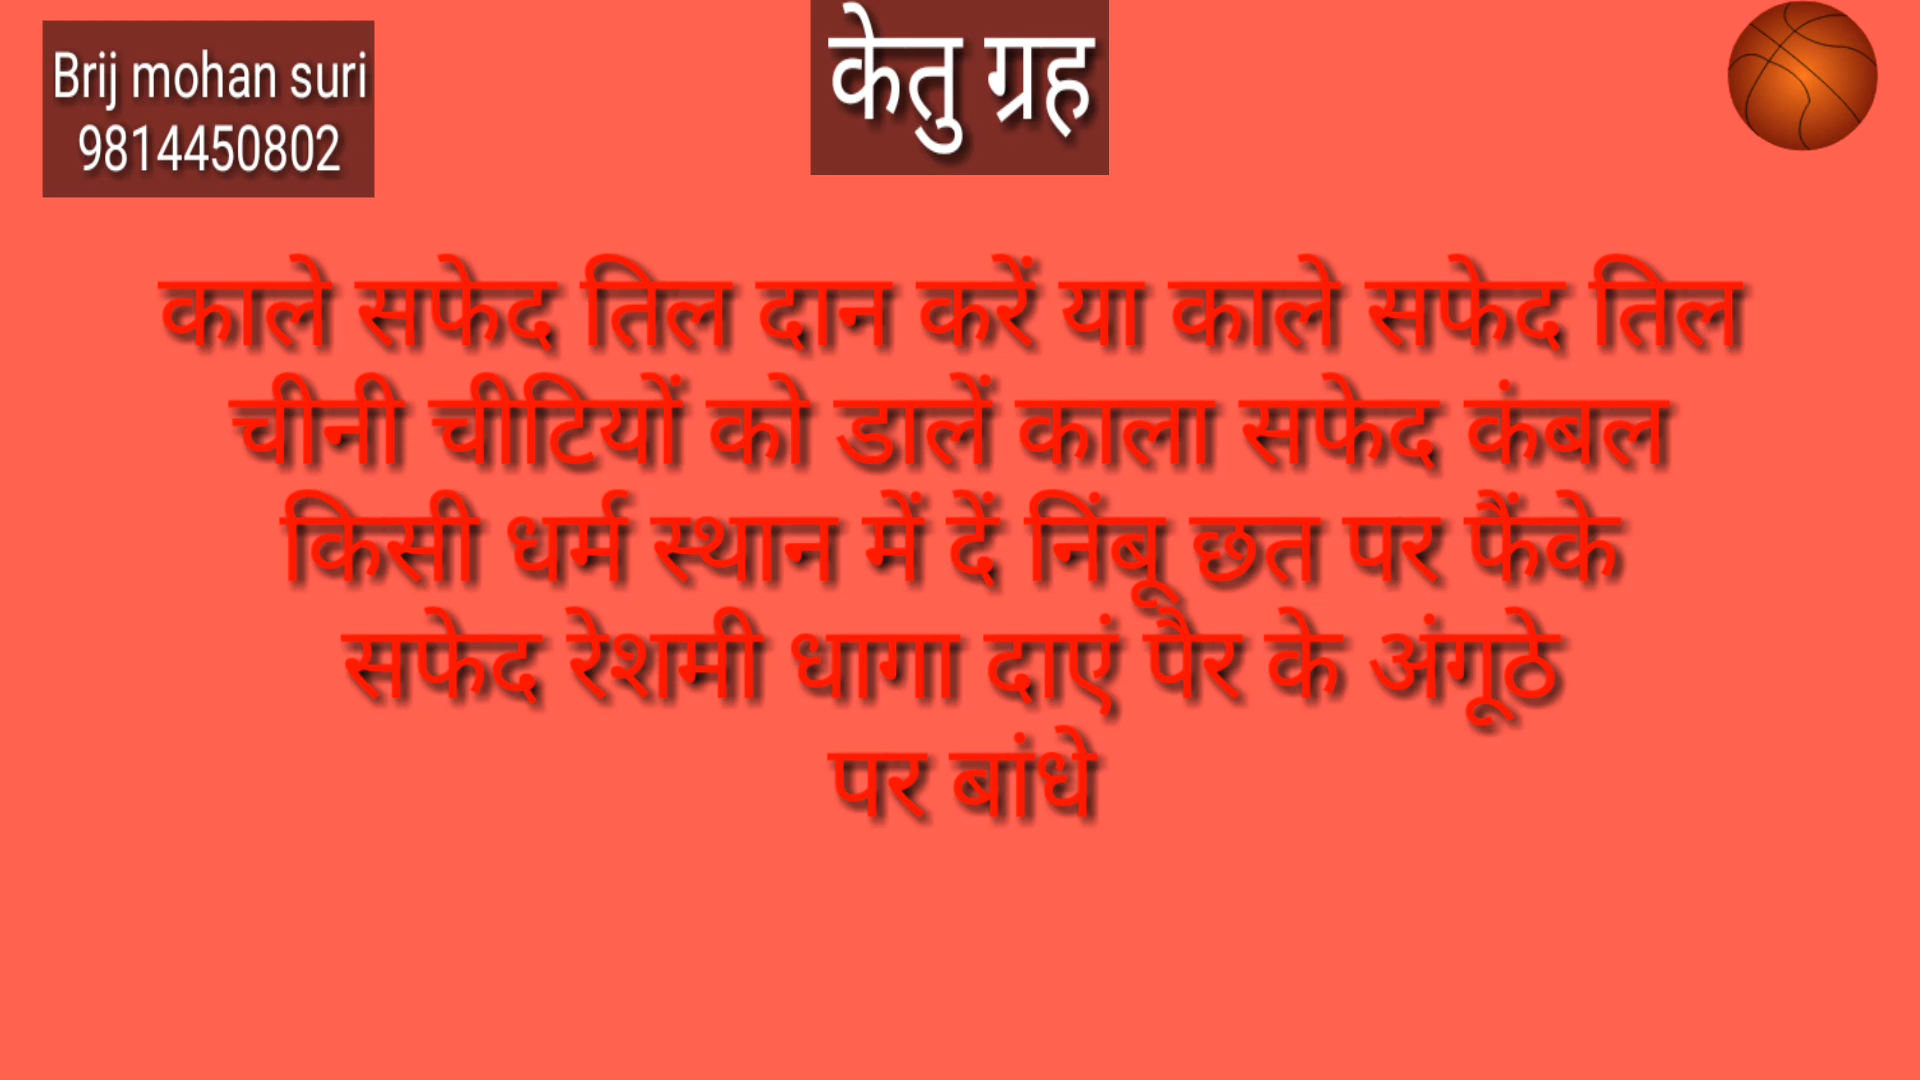 Brij mohan suri
9814450802
केतु ग्रह
काले सफेद तिल दान करें या काले सफेद तिल
चीनी चीटियों को डालें काला सफेद कंबल
किसी धर्म स्थान में दें निंबू छत पर फैंके
सफेद रेशमी धागा दाएं पैर के अंगूठे
पर बांधे